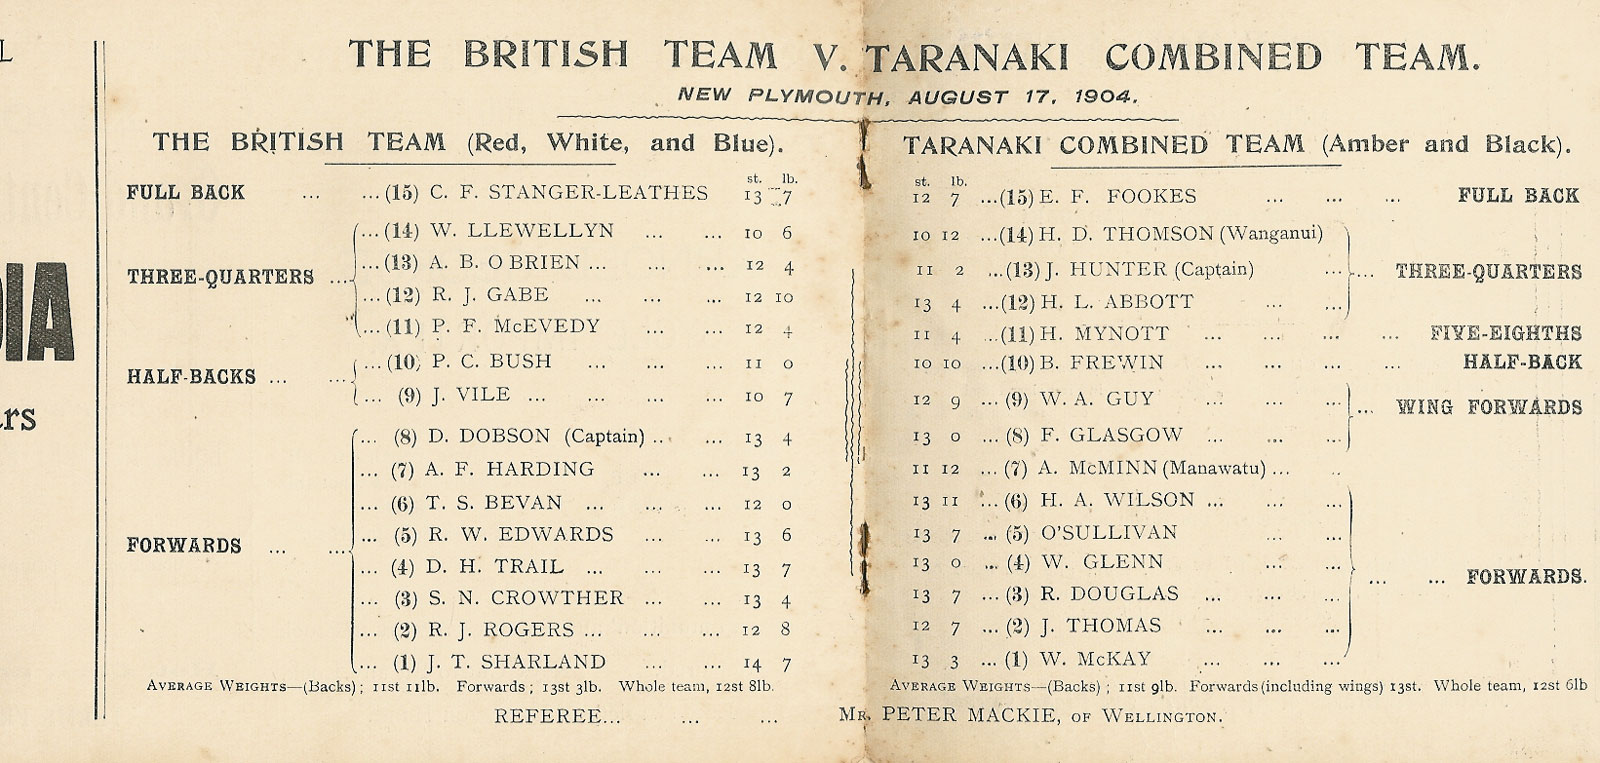 L
DIA
rs
THE BRITISH TEAM V. TARANAKI COMBINED TEAM.
NEW PLYMOUTH, AUGUST 17, 1904.
THE BRITISH TEAM (Red, White, and Blue).
st. lb.
FULL BACK ... ...(15) C. F. STANGER-LEATHES 13 7
THREE-QUARTERS ...
...(14) W. LLEWELLYN ... ... 10 6
...(13) A. B. O BRIEN ... ... ... 12 4
...(12) R. J. GABE ... ... ... 12 10
...(11) P. F. McEVEDY ... ... 12 4
HALF-BACKS ... ...
...(10) P. C. BUSH ... ... 11 0
... (9) J. VILE ... ... ... 10 7
FORWARDS ... ...
... (8) D. DOBSON (Captain) ... ... 13 4
... (7) A. F. HARDING ... ... 13 2
... (6) T. S. BEVAN ... ... ... 12 0
... (5) R. W. EDWARDS ... ... 13 6
... (4) D. H. TRAIL ... ... ... 13 7
... (3) S. N. CROWTHER ... ... 13 4
... (2) R. J. ROGERS ... ... ... 12 8
... (1) J. T. SHARLAND ... ... 14 7
AVERAGE WEIGHTS—(Backs); 11st 11lb. Forwards; 13st 3lb. Whole team, 12st 8lb.
TARANAKI COMBINED TEAM (Amber and Black).
st. lb.
12 7 ...(15) E. F. FOOKES ... ... ... FULL BACK
10 12 ...(14) H. D. THOMSON (Wanganui)
11 2 ...(13) J. HUNTER (Captain) ... ... THREE-QUARTERS
13 4 ...(12) H. L. ABBOTT ... ...
11 4 ...(11) H. MYNOTT ... ... ... ... FIVE-EIGHTHS
10 10 ...(10) B. FREWIN ... ... ... ... HALF-BACK
12 9 ... (9) W. A. GUY ... ... ... ... WING FORWARDS
13 0 ... (8) F. GLASGOW ... ... ...
11 12 ... (7) A. McMINN (Manawatu) ... ..
13 11 ... (6) H. A. WILSON ... ... ...
13 7 ... (5) O'SULLIVAN ... ...
13 0 ... (4) W. GLENN ... ... ... ... FORWARDS.
13 7 ... (3) R. DOUGLAS ... ... ...
12 7 ... (2) J. THOMAS ... ... ...
13 3 ... (1) W. McKAY ... ... ...
AVERAGE WEIGHTS—(Backs); 11st 9lb. Forwards (including wings) 13st. Whole team, 12st 6lb
REFEREE... ... ... MR. PETER MACKIE, OF WELLINGTON.